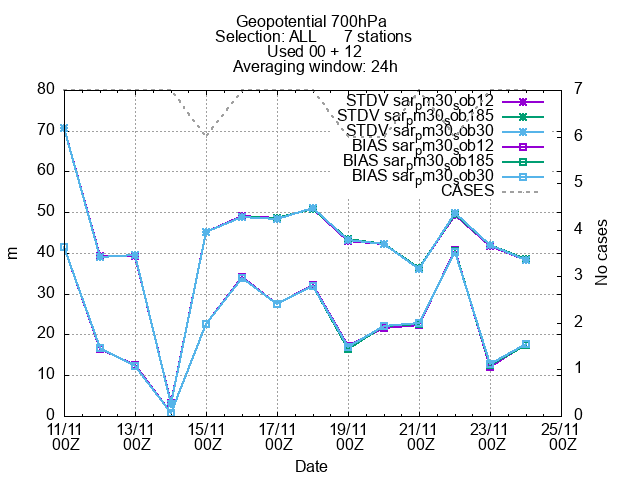 Geopotential 700hPa
Selection: ALL 7 stations
Used 00 + 12
Averaging window: 24h
80 7
STDV sar_pm30_sob12
STDV sar_pm30_sob185
STDV sar_pm30_sob30
BIAS sar_pm30_sob12
BIAS sar_pm30_sob185
BIAS sar_pm30_sob30
CASES
70
60
50
40
30
20
10
0
6
5
4
3
2
1
0
m
No cases
11/11 13/11 15/11 17/11 19/11 21/11 23/11 25/11
00Z 00Z 00Z 00Z 00Z 00Z 00Z 00Z
Date